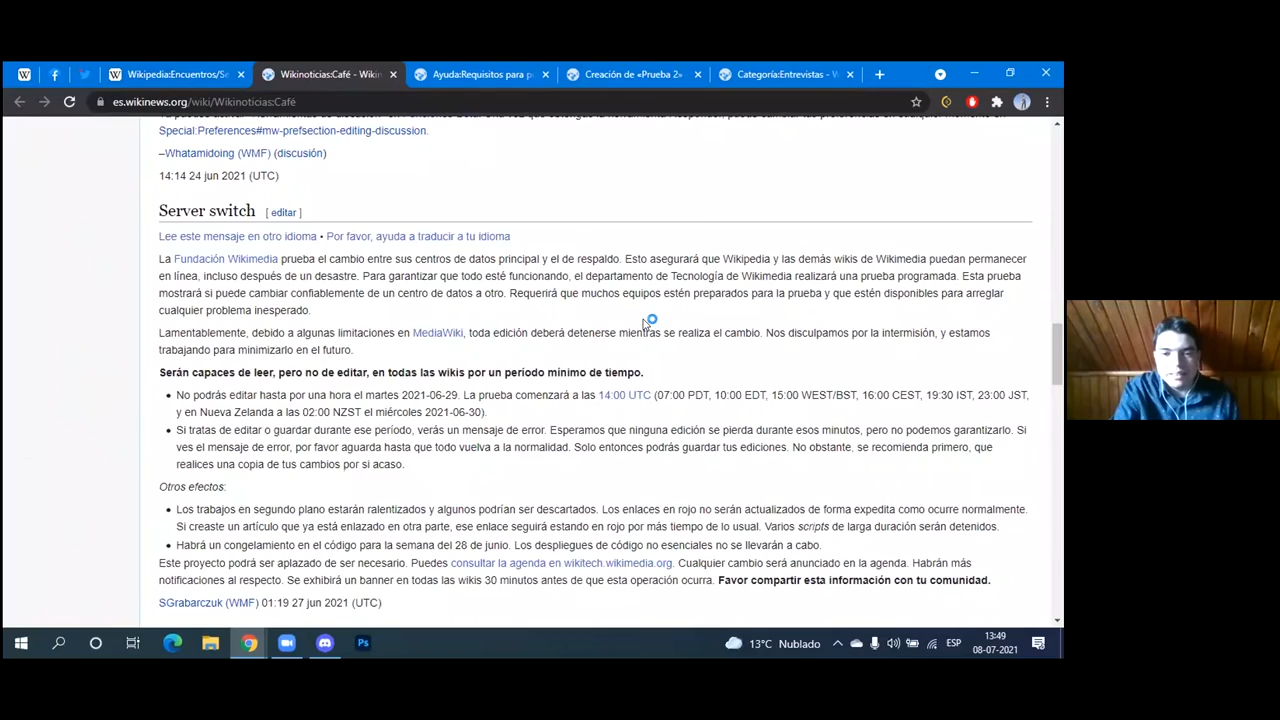 Wikipedia:Encuentros/Se
Wikinoticias:Café - Wikin
Ayuda:Requisitos para p
Creación de «Prueba 2»
Categoría:Entrevistas - W
es.wikinews.org/wiki/Wikinoticias:Café
Special:Preferences#mw-prefsection-editing-discussion.
–Whatamidoing (WMF) (discusión)
14:14 24 jun 2021 (UTC)
Server switch [ editar ]
Lee este mensaje en otro idioma • Por favor, ayuda a traducir a tu idioma
La Fundación Wikimedia prueba el cambio entre sus centros de datos principal y el de respaldo. Esto asegurará que Wikipedia y las demás wikis de Wikimedia puedan permanecer
en línea, incluso después de un desastre. Para garantizar que todo esté funcionando, el departamento de Tecnología de Wikimedia realizará una prueba programada. Esta prueba
mostrará si puede cambiar confiablemente de un centro de datos a otro. Requerirá que muchos equipos estén preparados para la prueba y que estén disponibles para arreglar
cualquier problema inesperado.
Lamentablemente, debido a algunas limitaciones en MediaWiki, toda edición deberá detenerse mientras se realiza el cambio. Nos disculpamos por la intermisión, y estamos
trabajando para minimizarlo en el futuro.
Serán capaces de leer, pero no de editar, en todas las wikis por un período mínimo de tiempo.
• No podrás editar hasta por una hora el martes 2021-06-29. La prueba comenzará a las 14:00 UTC (07:00 PDT, 10:00 EDT, 15:00 WEST/BST, 16:00 CEST, 19:30 IST, 23:00 JST,
y en Nueva Zelanda a las 02:00 NZST el miércoles 2021-06-30).
• Si tratas de editar o guardar durante ese período, verás un mensaje de error. Esperamos que ninguna edición se pierda durante esos minutos, pero no podemos garantizarlo. Si
ves el mensaje de error, por favor aguarda hasta que todo vuelva a la normalidad. Solo entonces podrás guardar tus ediciones. No obstante, se recomienda primero, que
realices una copia de tus cambios por si acaso.
Otros efectos:
• Los trabajos en segundo plano estarán ralentizados y algunos podrían ser descartados. Los enlaces en rojo no serán actualizados de forma expedita como ocurre normalmente.
Si creaste un artículo que ya está enlazado en otra parte, ese enlace seguirá estando en rojo por más tiempo de lo usual. Varios scripts de larga duración serán detenidos.
• Habrá un congelamiento en el código para la semana del 28 de junio. Los despliegues de código no esenciales no se llevarán a cabo.
Este proyecto podrá ser aplazado de ser necesario. Puedes consultar la agenda en wikitech.wikimedia.org. Cualquier cambio será anunciado en la agenda. Habrán más
notificaciones al respecto. Se exhibirá un banner en todas las wikis 30 minutos antes de que esta operación ocurra. Favor compartir esta información con tu comunidad.
SGrabarczuk (WMF) 01:19 27 jun 2021 (UTC)
13°C Nublado
ESP
13:49
08-07-2021